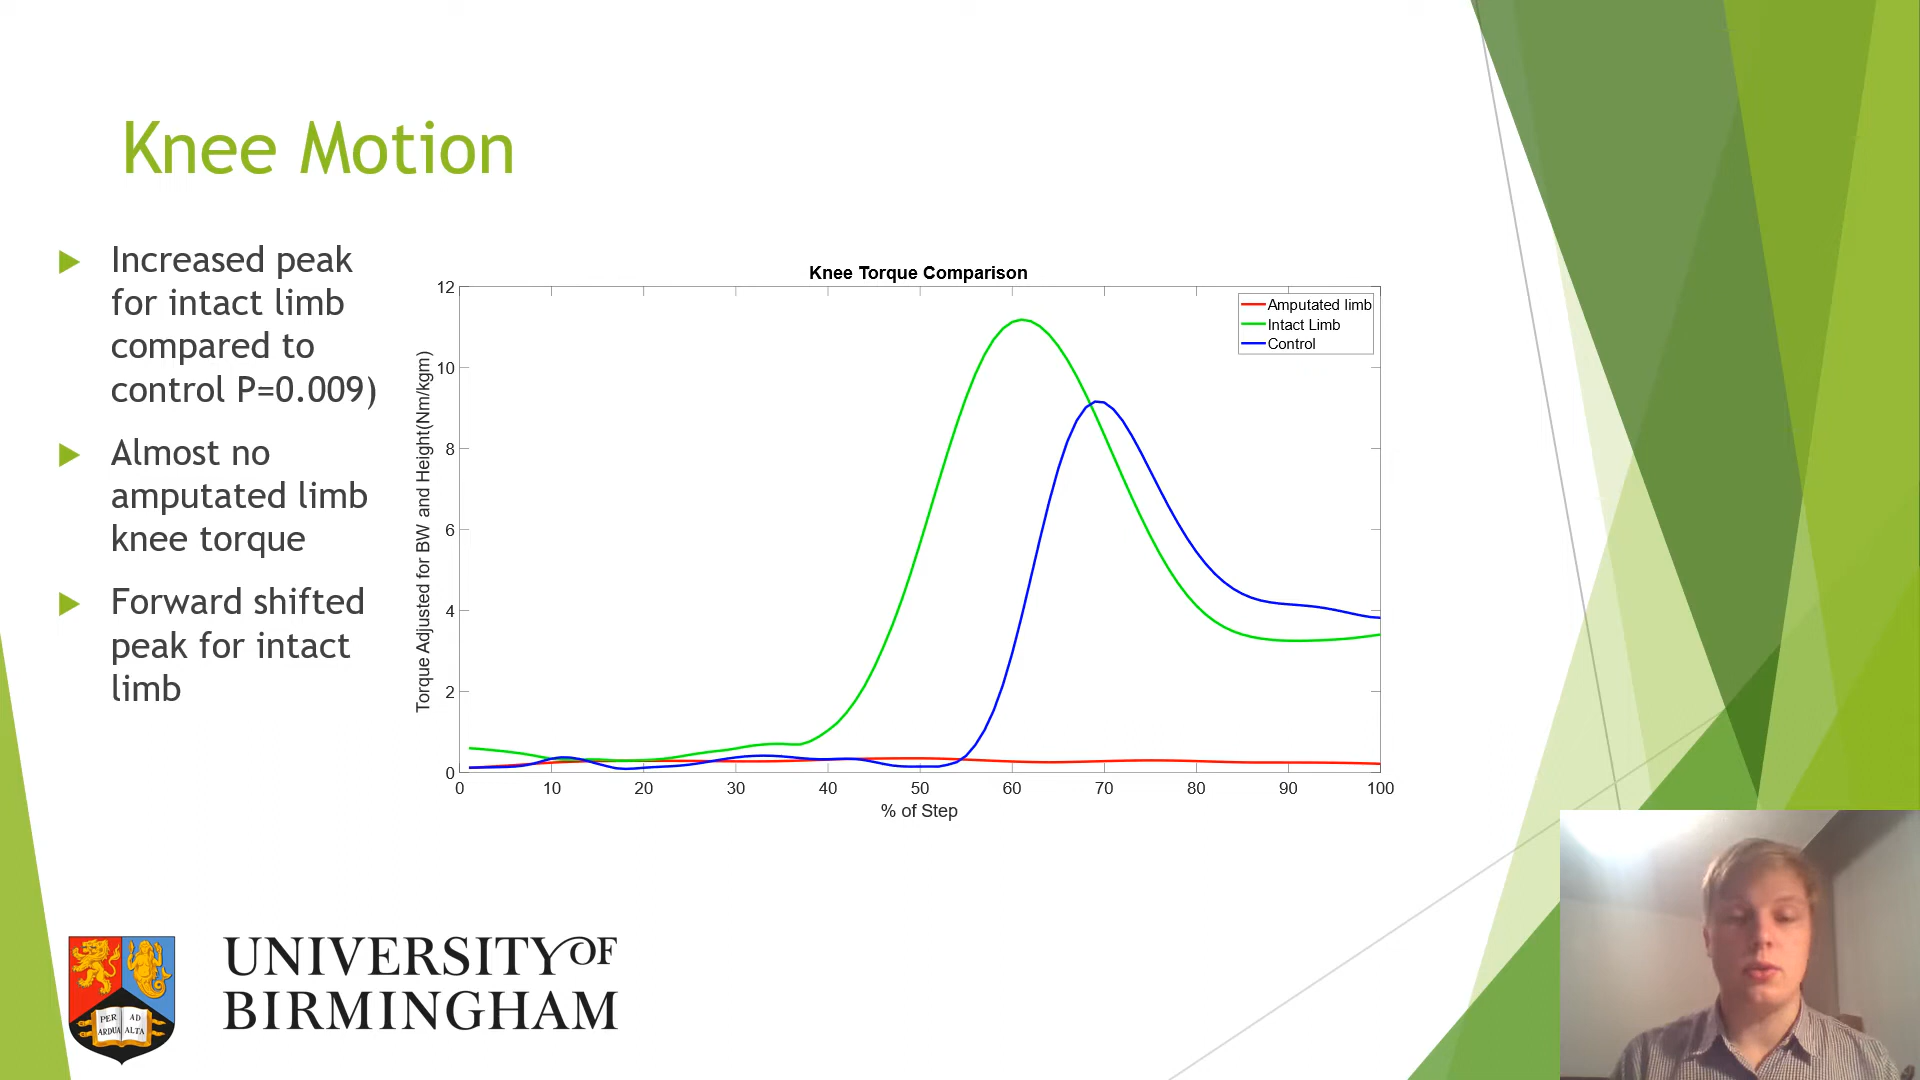 Knee Motion
Increased peak
for intact limb
compared to
control P=0.009)
Almost no
amputated limb
knee torque
Forward shifted
peak for intact
limb
Knee Torque Comparison
Torque Adjusted for BW and Height(Nm/kgm)
12
10
8
6
4
2
0
Amputated limb
Intact Limb
Control
0 10 20 30 40 50 60 70 80 90 100
% of Step
PER AD
ARDUA ALTA
UNIVERSITY OF
BIRMINGHAM